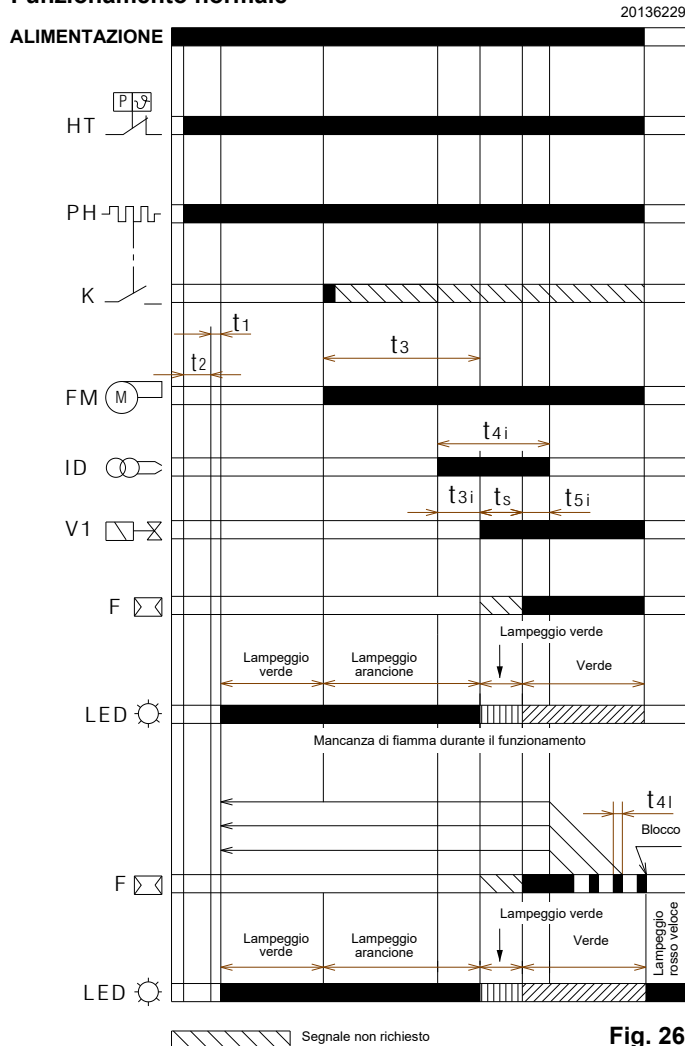 Funzionamento normale
20136229
ALIMENTAZIONE
P ϑ
HT
PH
K
t1
t2
t3
FM M
t4i
ID
t3i ts t5i
V1
F
Lampeggio verde
Lampeggio verde
Lampeggio arancione
Verde
LED
Mancanza di fiamma durante il funzionamento
t4l
Blocco
F
Lampeggio verde
Lampeggio verde
Lampeggio arancione
Verde
Lampeggio rosso veloce
LED
Segnale non richiesto
Fig. 26